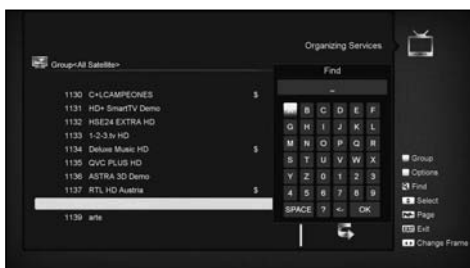 Organizing Services
Group<All Satellite>
Find
1130 C+LCAMPEONES $
1131 HD+ SmartTV Demo
1132 HSE24 EXTRA HD
1133 1-2-3.tv HD
1134 Deluxe Music HD $
1135 QVC PLUS HD
1136 ASTRA 3D Demo
1137 RTL HD Austria $
1139 arte
B C D E F
G H I J K L
M N O P Q R
S T U V W X
Y Z 0 1 2 3
4 5 6 7 8 9
SPACE ? <- OK
Group
Options
Find
Select
Page
Exit
Change Frame